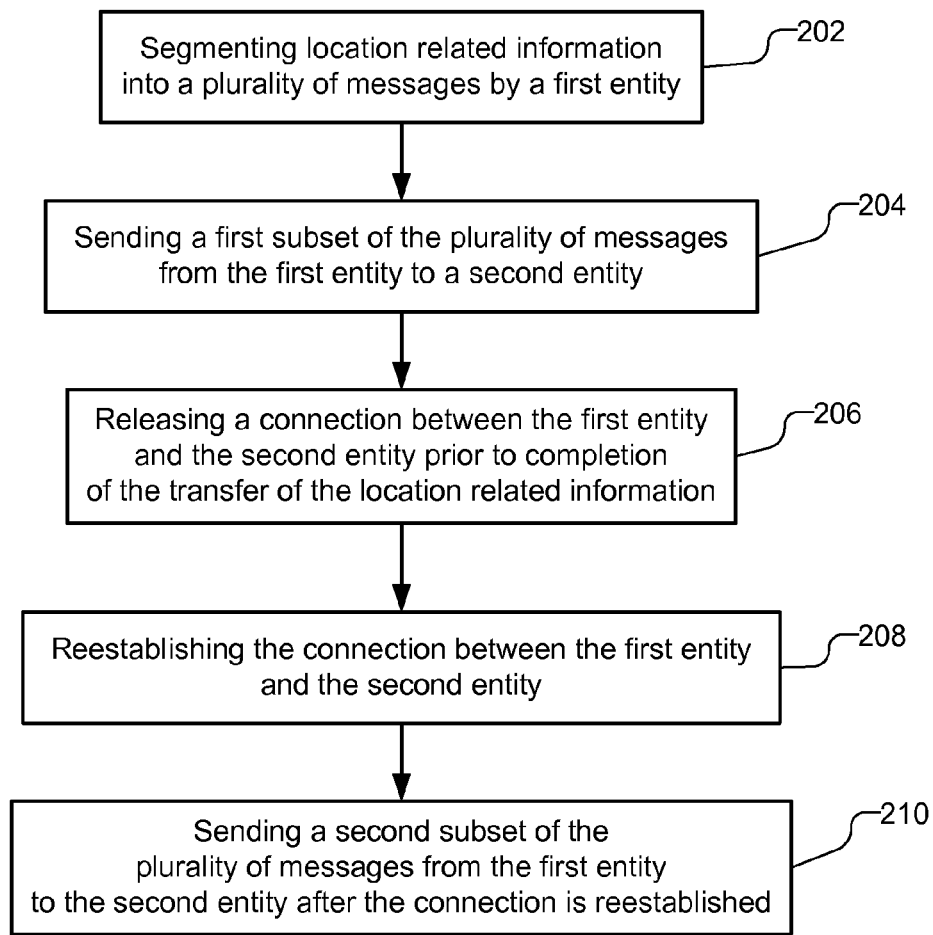 Segmenting location related information
into a plurality of messages by a first entity
202
Sending a first subset of the plurality of messages
from the first entity to a second entity
204
Releasing a connection between the first entity
and the second entity prior to completion
of the transfer of the location related information
206
Reestablishing the connection between the first entity
and the second entity
208
Sending a second subset of the
plurality of messages from the first entity
to the second entity after the connection is reestablished
210